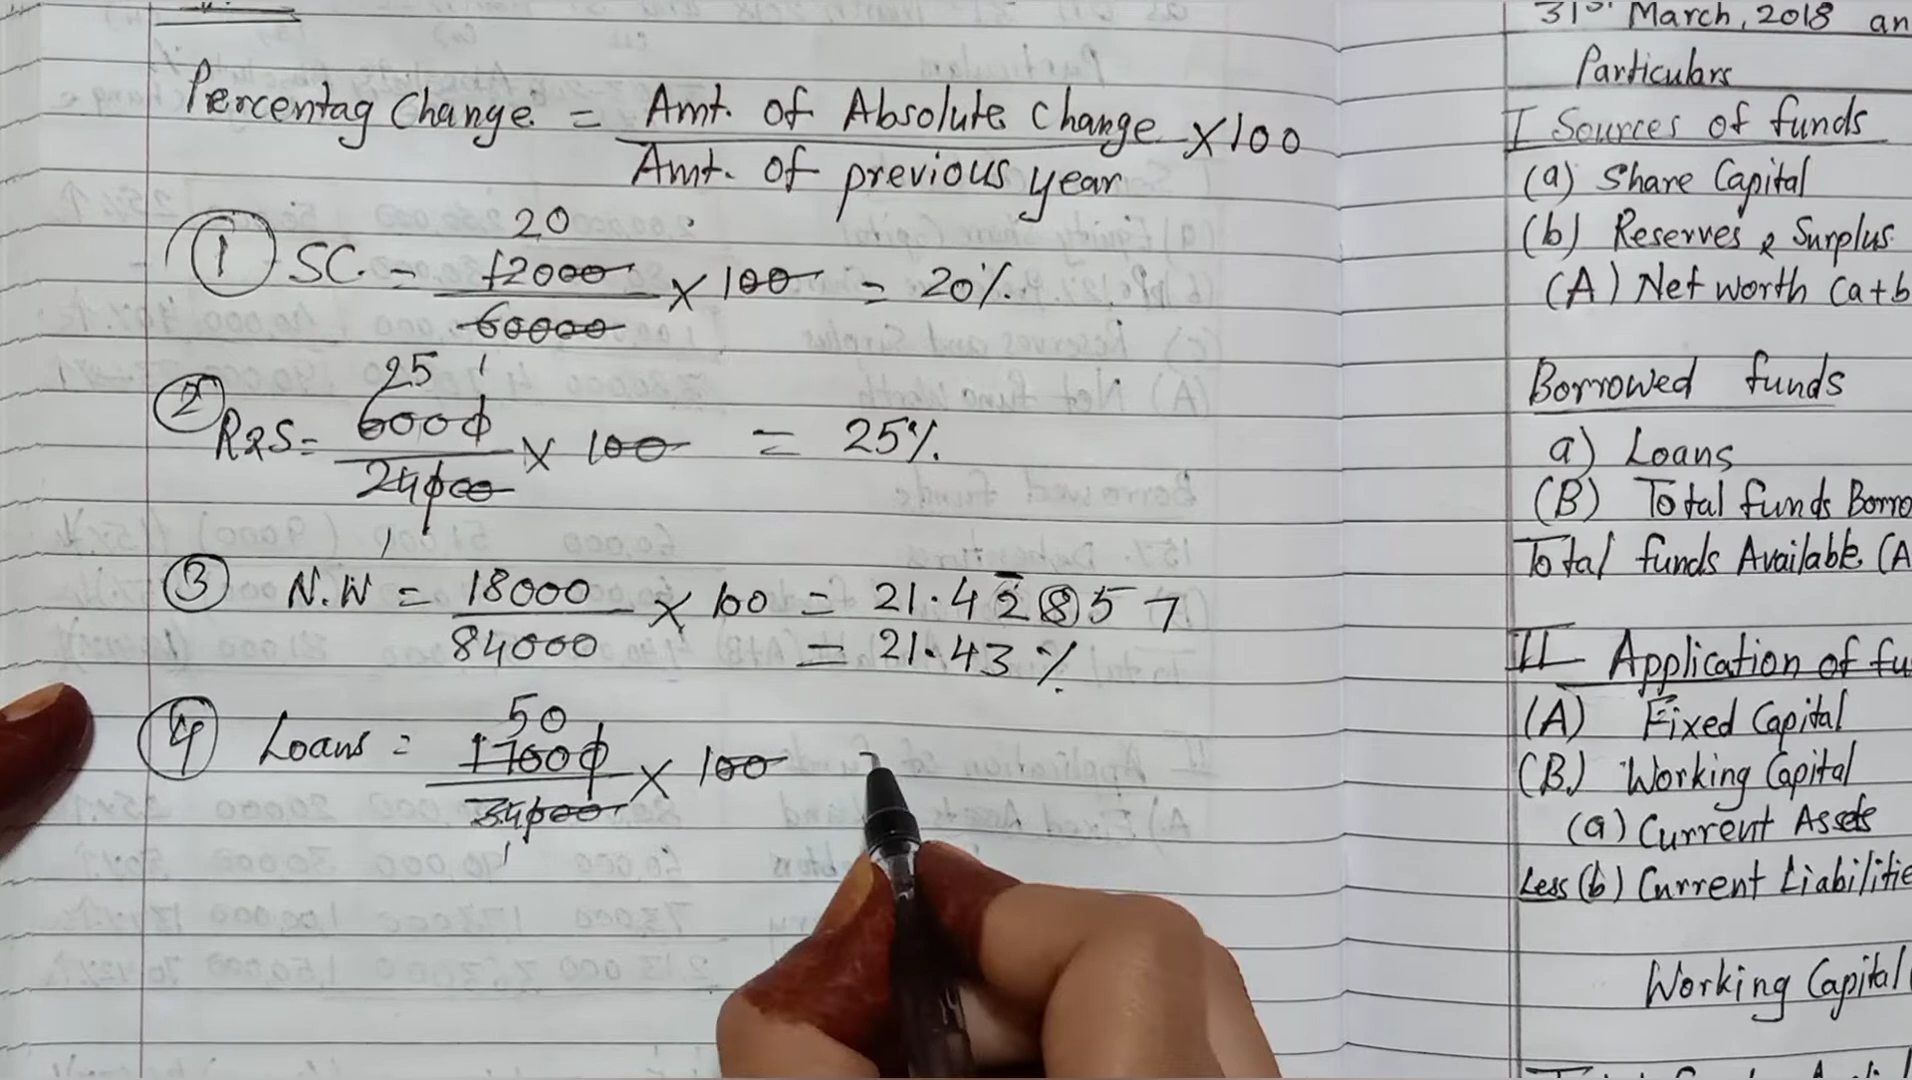 Percentag Change = Amt. of Absolute change × 100
Amt. of previous year
20
① SC. = 12000 × 100 = 20%.
60000
1
25
② R&S = 6000 × 100 = 25%.
24000
1
③ N.W = 18000 × 100 = 21.42857
84000 = 21.43 %
50
④ Loans = 17000 × 100
34000
1
31st March, 2018 an
Particulars
I Sources of funds
(a) Share Capital
(b) Reserves & Surplus
(A) Net worth (a+b
Borrowed funds
a) Loans
(B) Total funds Borro
Total funds Available (A
II Application of fu
(A) Fixed Capital
(B) Working Capital
(a) Current Assets
Less (b) Current Liabilitie
Working Capital